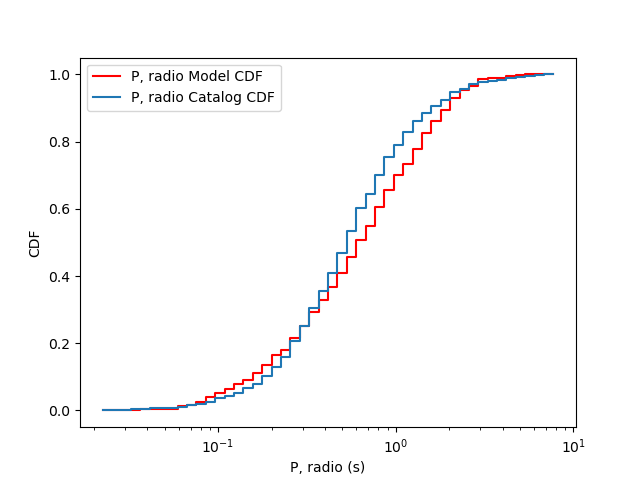 P, radio Model CDF
P, radio Catalog CDF
1.0
0.8
0.6
0.4
0.2
0.0
CDF
10⁻¹
10⁰
10¹
P, radio (s)